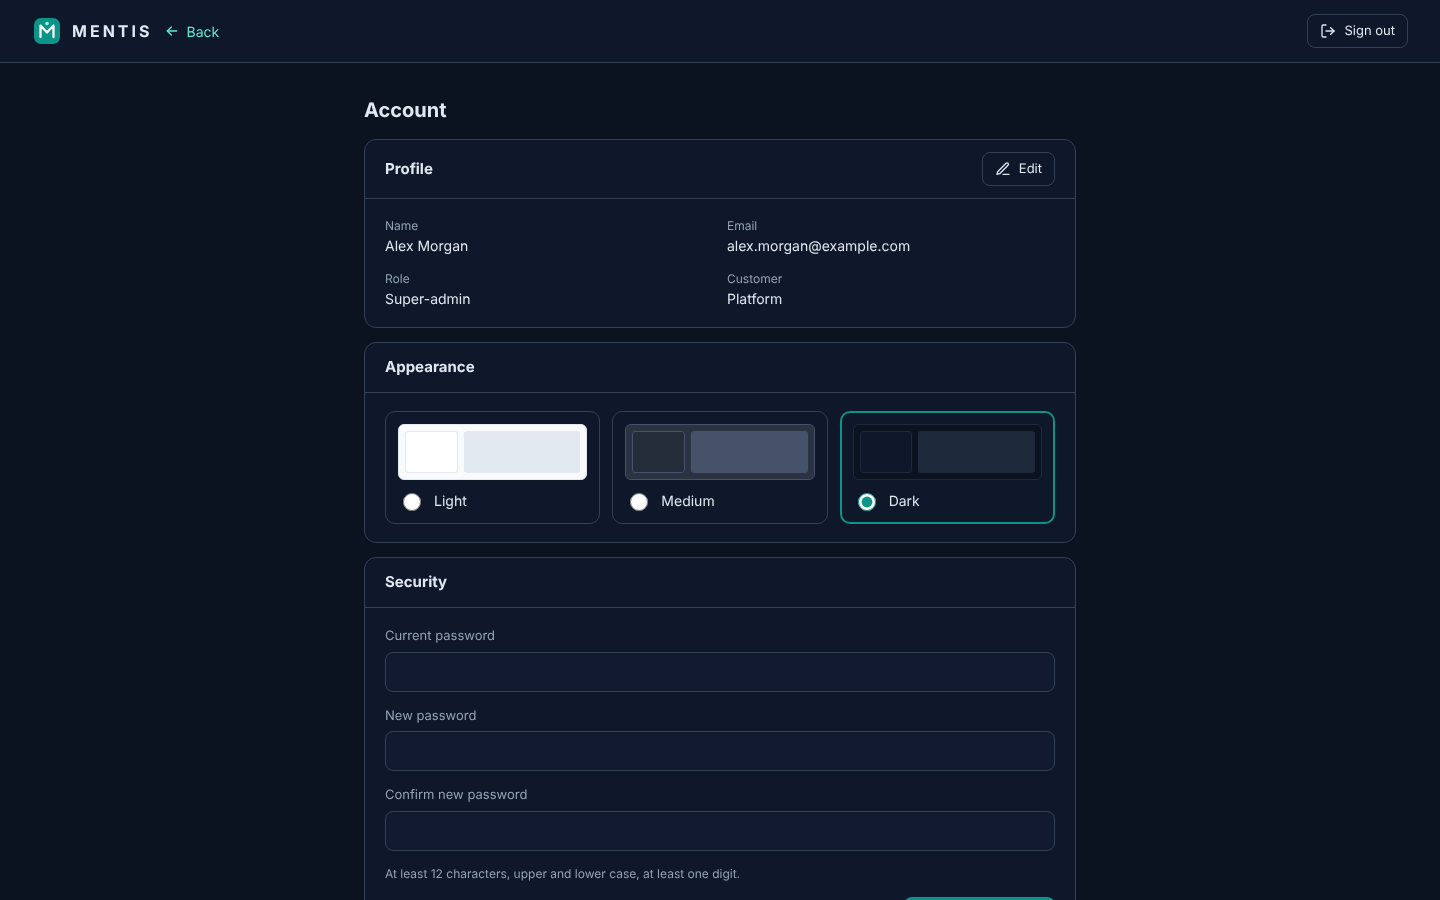 MENTIS
Back
Sign out
Account
Profile
Edit
Name
Alex Morgan
Email
alex.morgan@example.com
Role
Super-admin
Customer
Platform
Appearance
Light
Medium
Dark
Security
Current password
New password
Confirm new password
At least 12 characters, upper and lower case, at least one digit.